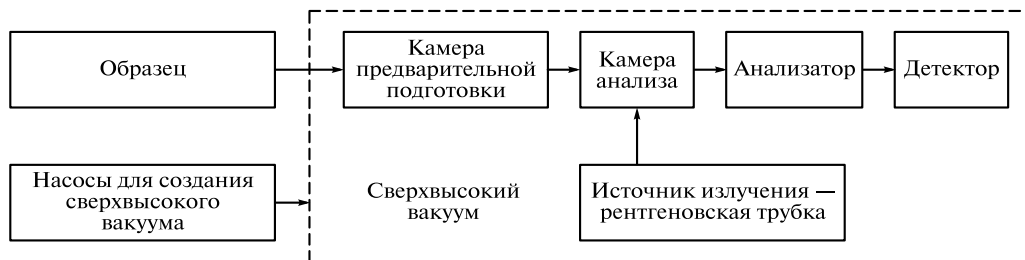 Образец
Камера
предварительной
подготовки
Камера
анализа
Анализатор
Детектор
Насосы для создания
сверхвысокого
вакуума
Сверхвысокий
вакуум
Источник излучения —
рентгеновская трубка